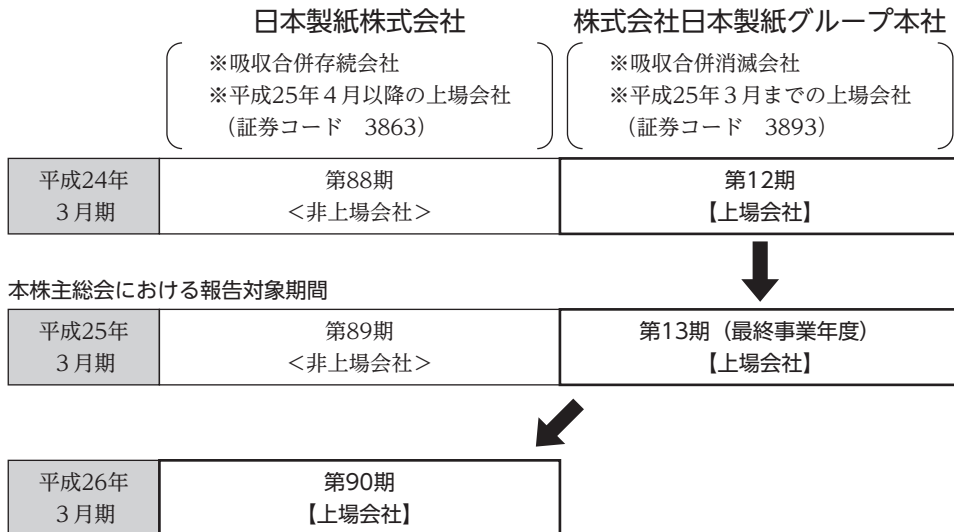 日本製紙株式会社
※吸収合併存続会社
※平成25年４月以降の上場会社
（証券コード　3863）
株式会社日本製紙グループ本社
※吸収合併消滅会社
※平成25年３月までの上場会社
（証券コード　3893）
平成24年
３月期
第88期
＜非上場会社＞
第12期
【上場会社】
本株主総会における報告対象期間
平成25年
３月期
第89期
＜非上場会社＞
第13期（最終事業年度）
【上場会社】
平成26年
３月期
第90期
【上場会社】